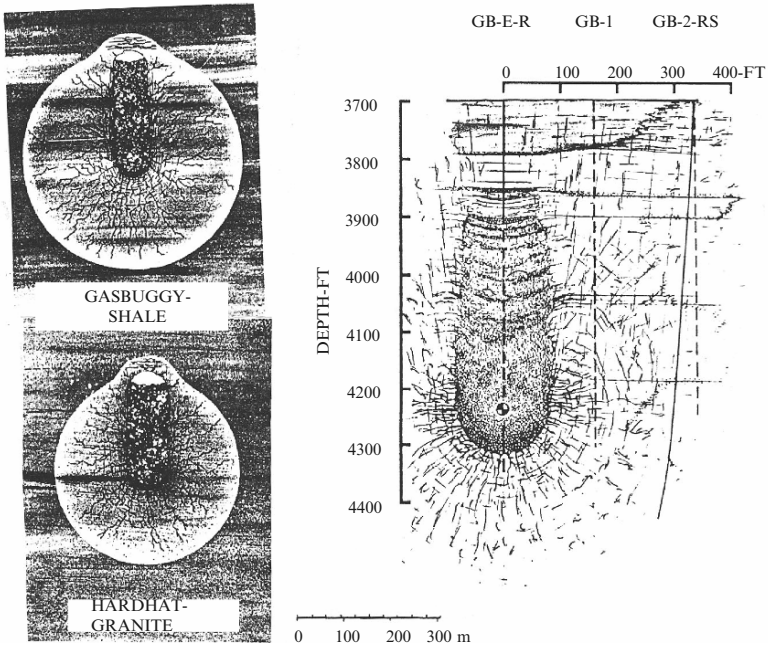 GASBUGGY-
SHALE
HARDHAT-
GRANITE
GB-E-R GB-1 GB-2-RS
0 100 200 300 400-FT
DEPTH-FT
3700
3800
3900
4000
4100
4200
4300
4400
0 100 200 300 m